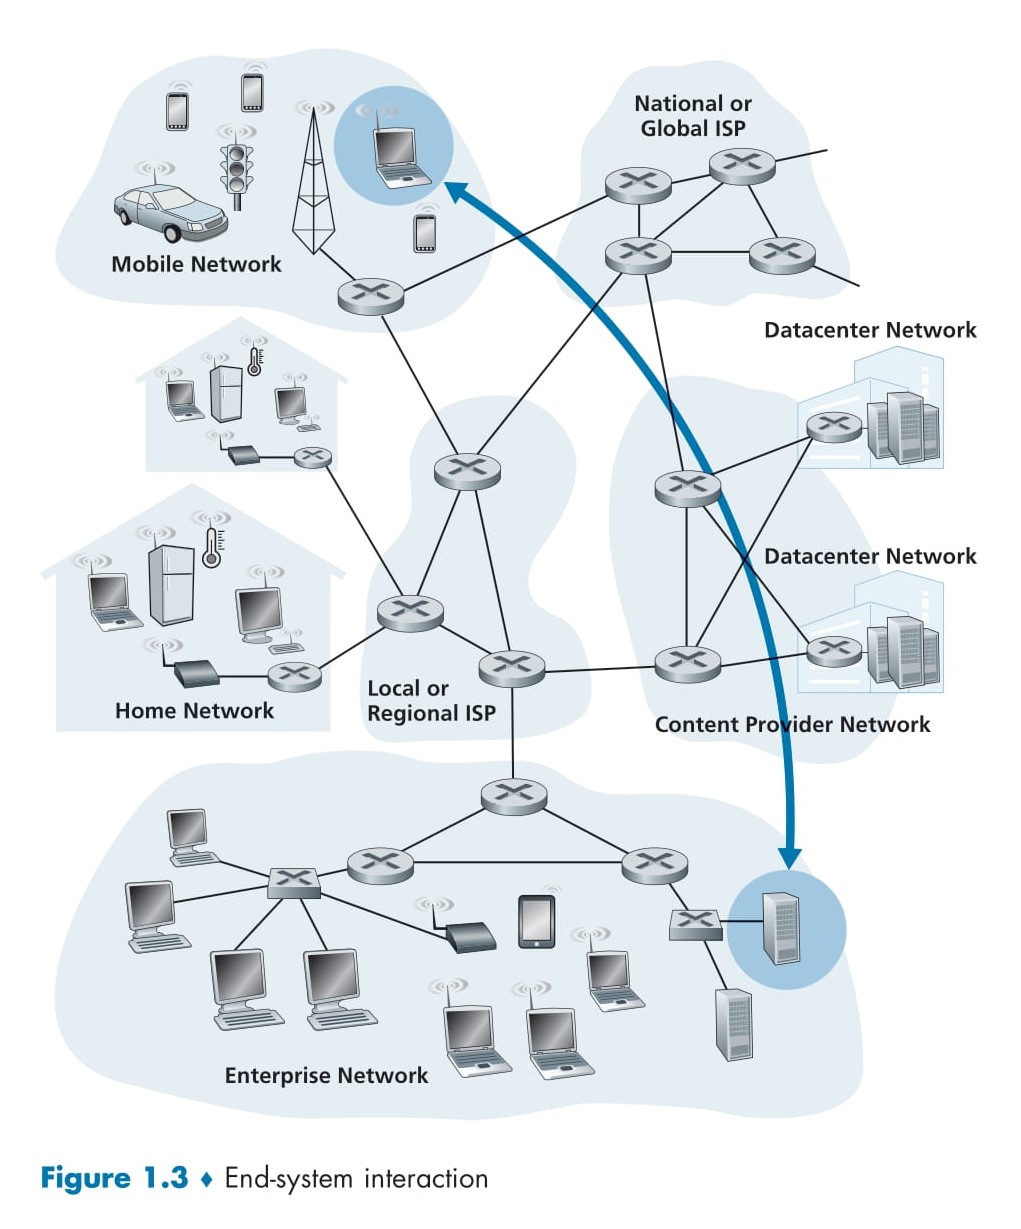 National or
Global ISP
Mobile Network
Datacenter Network
Datacenter Network
Home Network
Local or
Regional ISP
Content Provider Network
Enterprise Network
Figure 1.3 ♦ End-system interaction